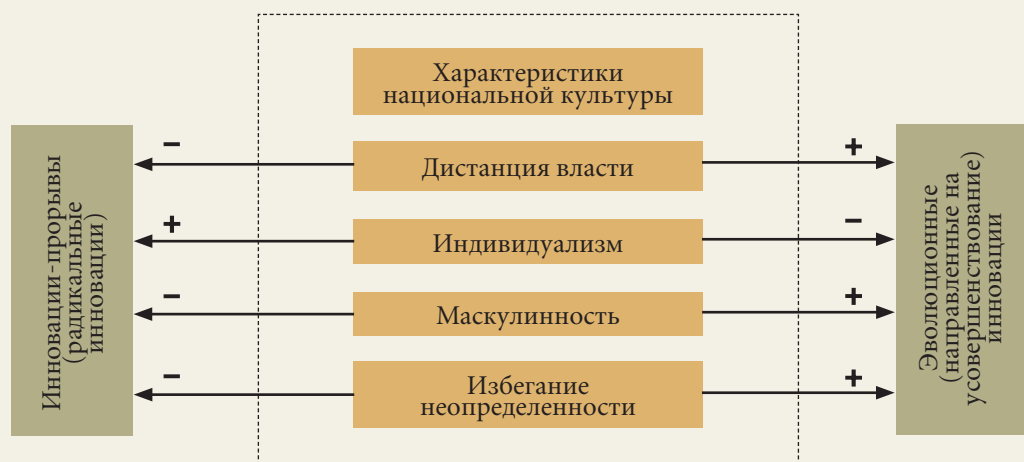 Характеристики
национальной культуры
Инновации-прорывы
(радикальные
инновации)
−
Дистанция власти
+
+
Индивидуализм
−
−
Маскулинность
+
−
Избегание
неопределенности
+
Эволюционные
(направленные на
усовершенствование)
инновации